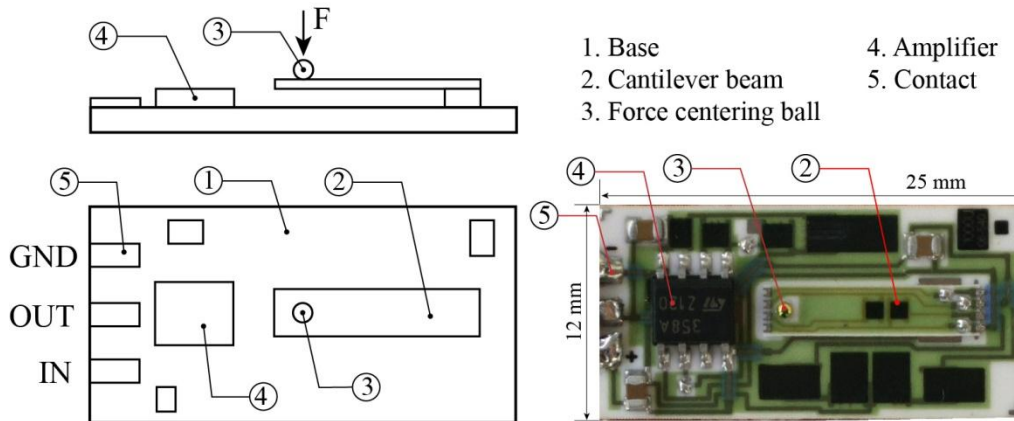 F
4
3
1. Base
2. Cantilever beam
3. Force centering ball
4. Amplifier
5. Contact
5
1
2
GND
OUT
IN
4
3
4
3
2
25 mm
5
12 mm
-
358A
Z120
+